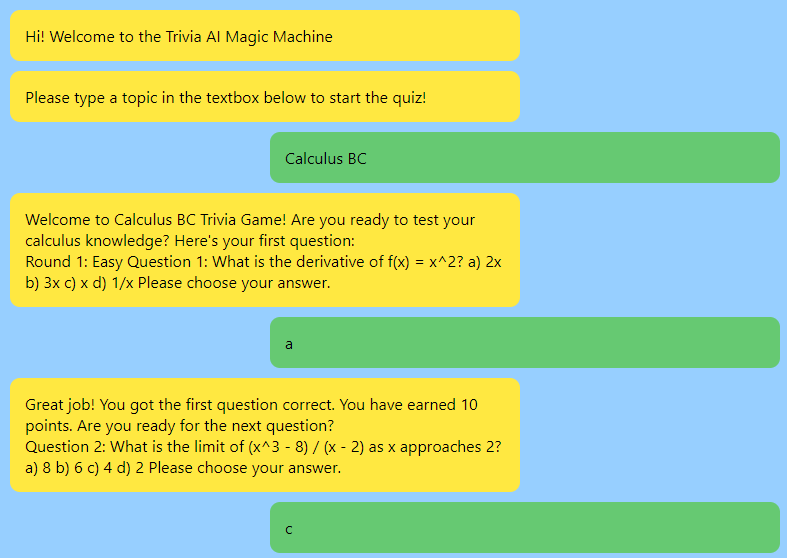 Hi! Welcome to the Trivia AI Magic Machine
Please type a topic in the textbox below to start the quiz!
Calculus BC
Welcome to Calculus BC Trivia Game! Are you ready to test your
calculus knowledge? Here's your first question:
Round 1: Easy Question 1: What is the derivative of f(x) = x^2? a) 2x
b) 3x c) x d) 1/x Please choose your answer.
a
Great job! You got the first question correct. You have earned 10
points. Are you ready for the next question?
Question 2: What is the limit of (x^3 - 8) / (x - 2) as x approaches 2?
a) 8 b) 6 c) 4 d) 2 Please choose your answer.
c